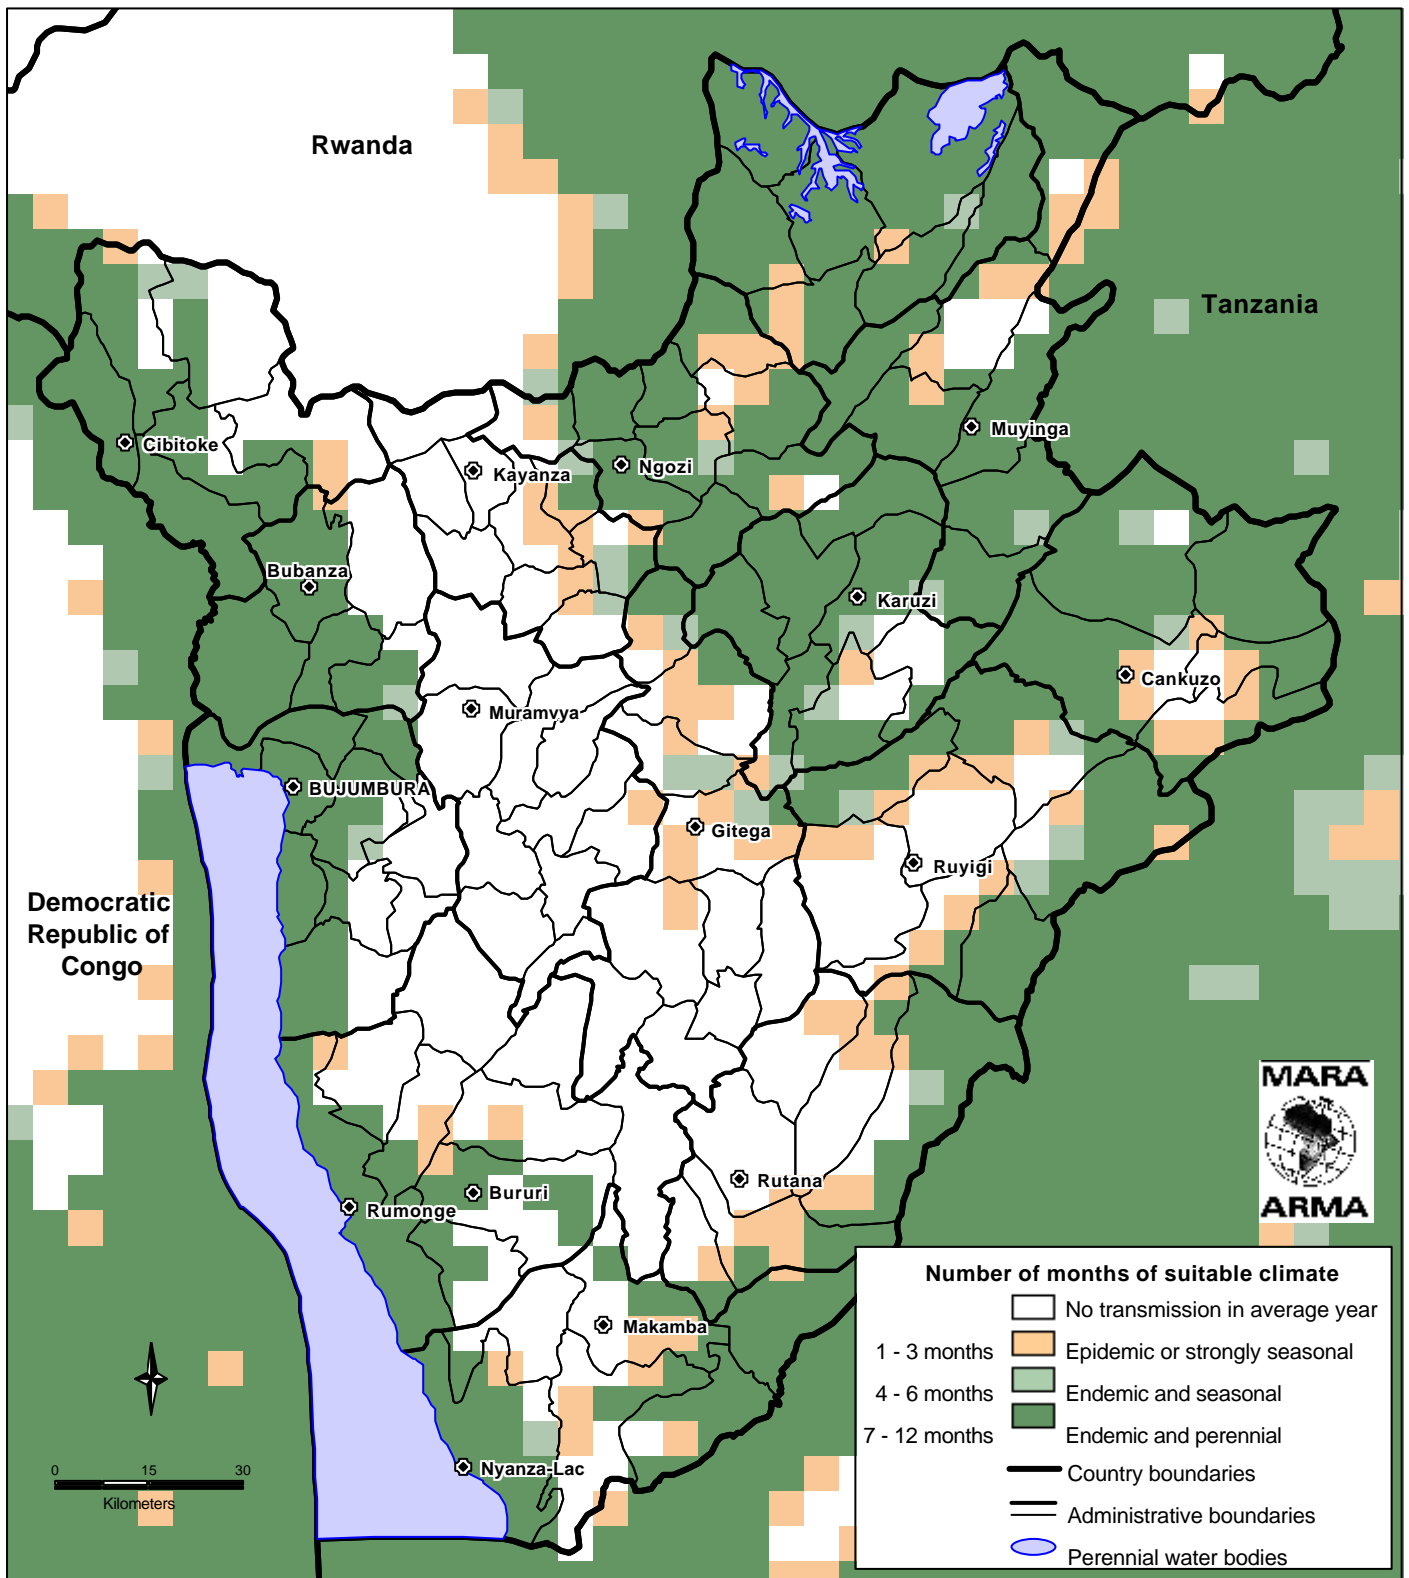 Rwanda
Tanzania
Cibitoke
Muyinga
Kayanza
Ngozi
Bubanza
Karuzi
Cankuzo
Muramvya
BUJUMBURA
Gitega
Ruyigi
Democratic
Republic of
Congo
MARA
ARMA
Rutana
Bururi
Rumonge
Makamba
Nyanza-Lac
0 15 30
Kilometers
Number of months of suitable climate
No transmission in average year
1 - 3 months Epidemic or strongly seasonal
4 - 6 months Endemic and seasonal
7 - 12 months Endemic and perennial
Country boundaries
Administrative boundaries
Perennial water bodies